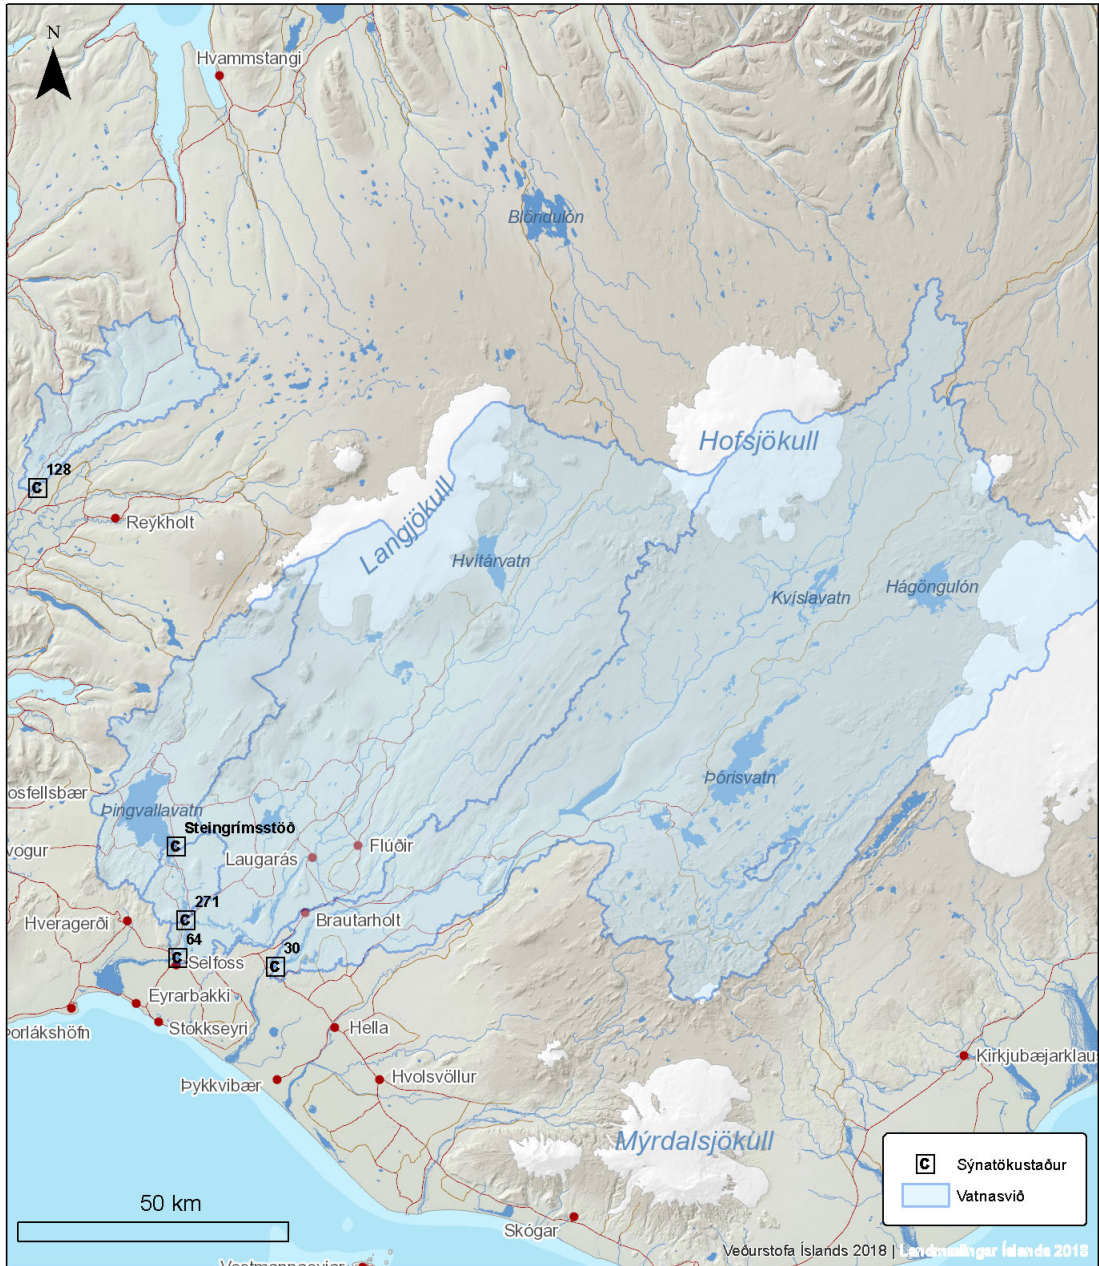 N
Hvammstangi
Blöndulón
128
Reykholt
Hofsjökull
Langjökull
Hvítárvatn
Kvíslavatn
Hágöngulón
Þórisvatn
Þingvallavatn
osfellsbær
Steingrímsstöð
vogur
Laugarás
Flúðir
271
Hveragerði
Brautarholt
64
30
Selfoss
Eyrarbakki
Þorlákshöfn
Stokkseyri
Hella
Kirkjubæjarklaus
Þykkvibær
Hvolsvöllur
Mýrdalsjökull
C Sýnatökustaður
Vatnasvið
50 km
Skógar
Veðurstofa Íslands 2018 | Landmælingar Íslands 2018